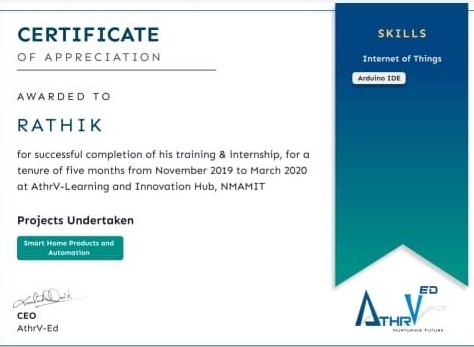 CERTIFICATE
OF APPRECIATION
AWARDED TO
RATHIK
for successful completion of his training & internship, for a
tenure of five months from November 2019 to March 2020
at AthrV-Learning and Innovation Hub, NMAMIT
Projects Undertaken
Smart Home Products and
Automation
CEO
AthrV-Ed
SKILLS
Internet of Things
Arduino IDE
ATHRVED
NURTURING FUTURE